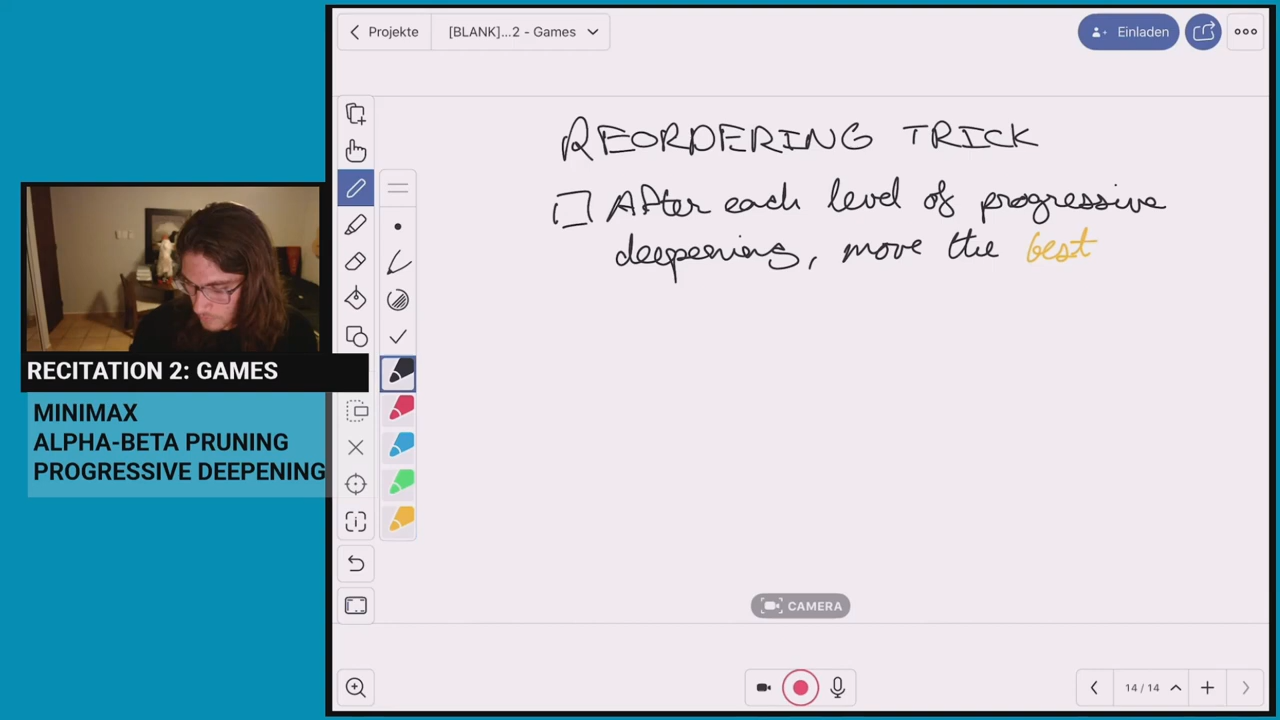 Projekte
[BLANK]...2 - Games
Einladen
REORDERING TRICK
After each level of progressive
deepening, move the best
RECITATION 2: GAMES
MINIMAX
ALPHA-BETA PRUNING
PROGRESSIVE DEEPENING
CAMERA
14 / 14